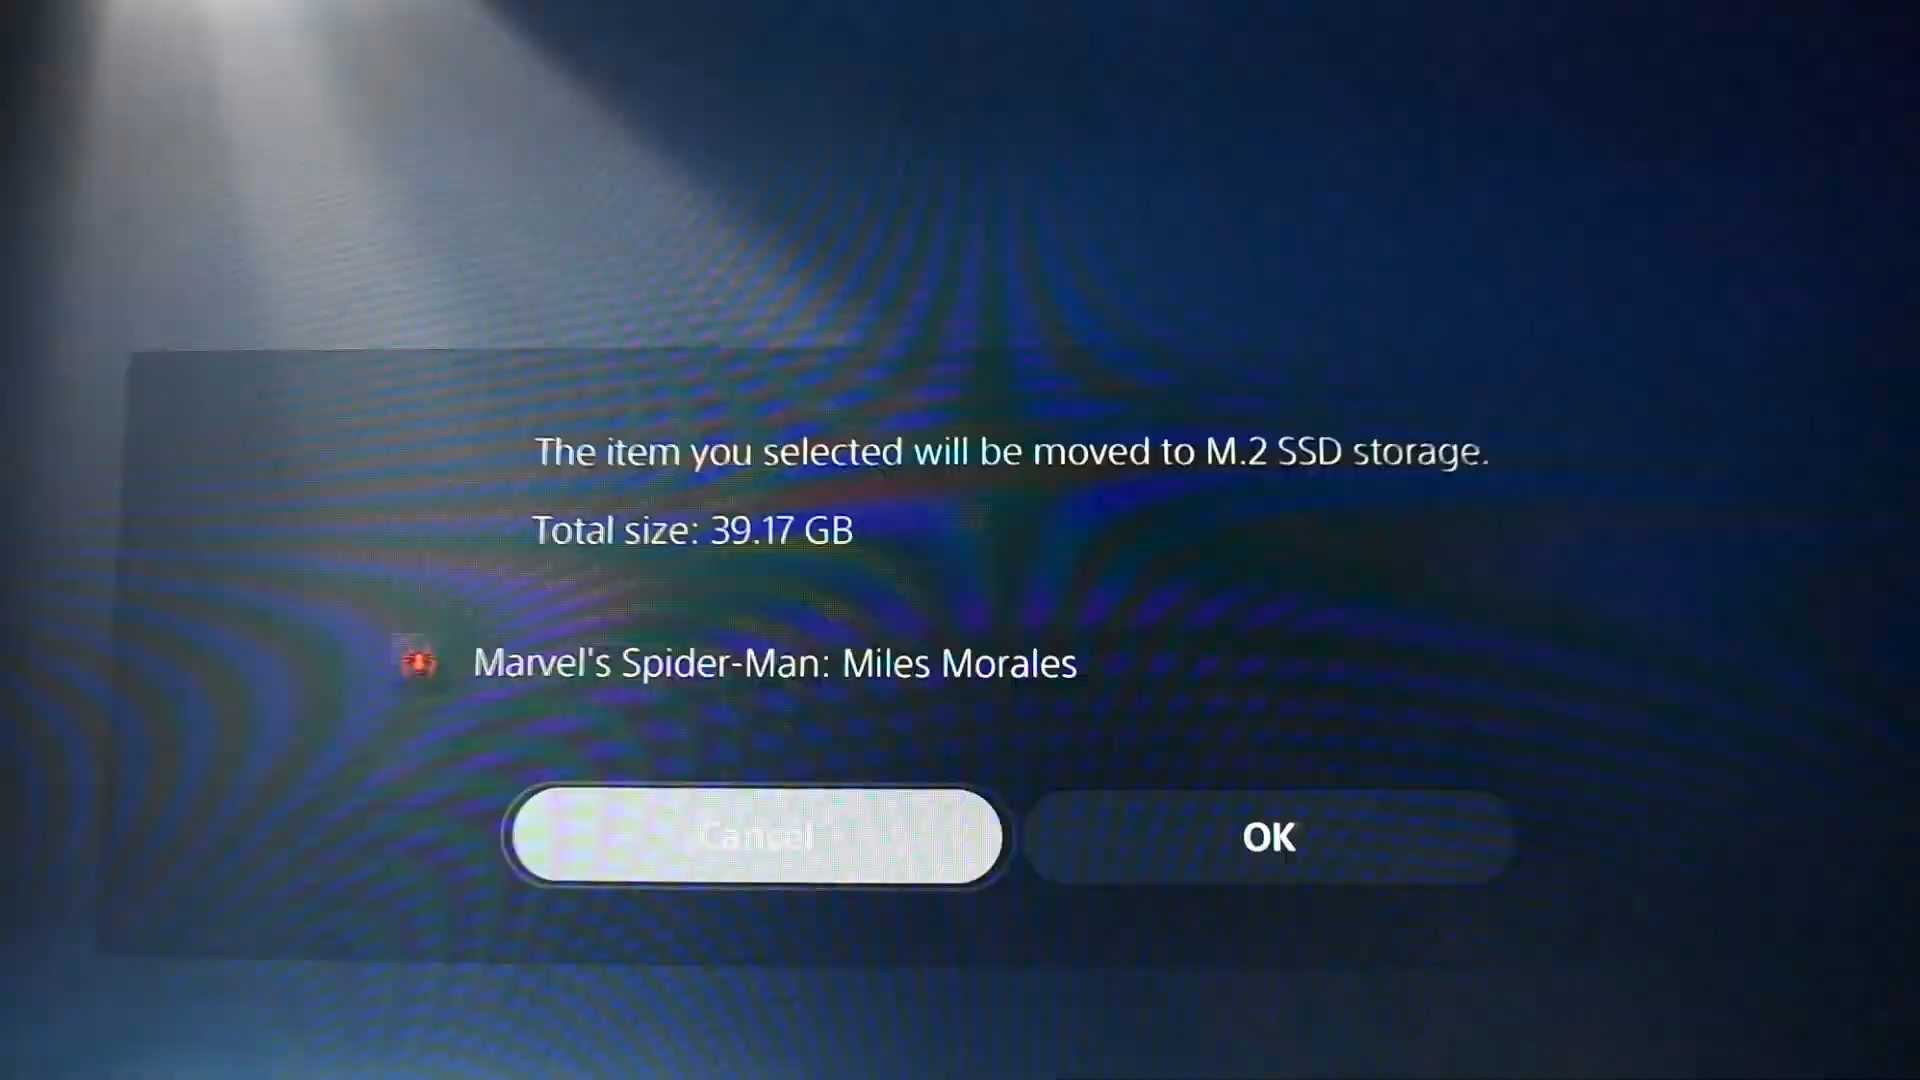 The item you selected will be moved to M.2 SSD storage.
Total size: 39.17 GB
Marvel's Spider-Man: Miles Morales
Cancel
OK